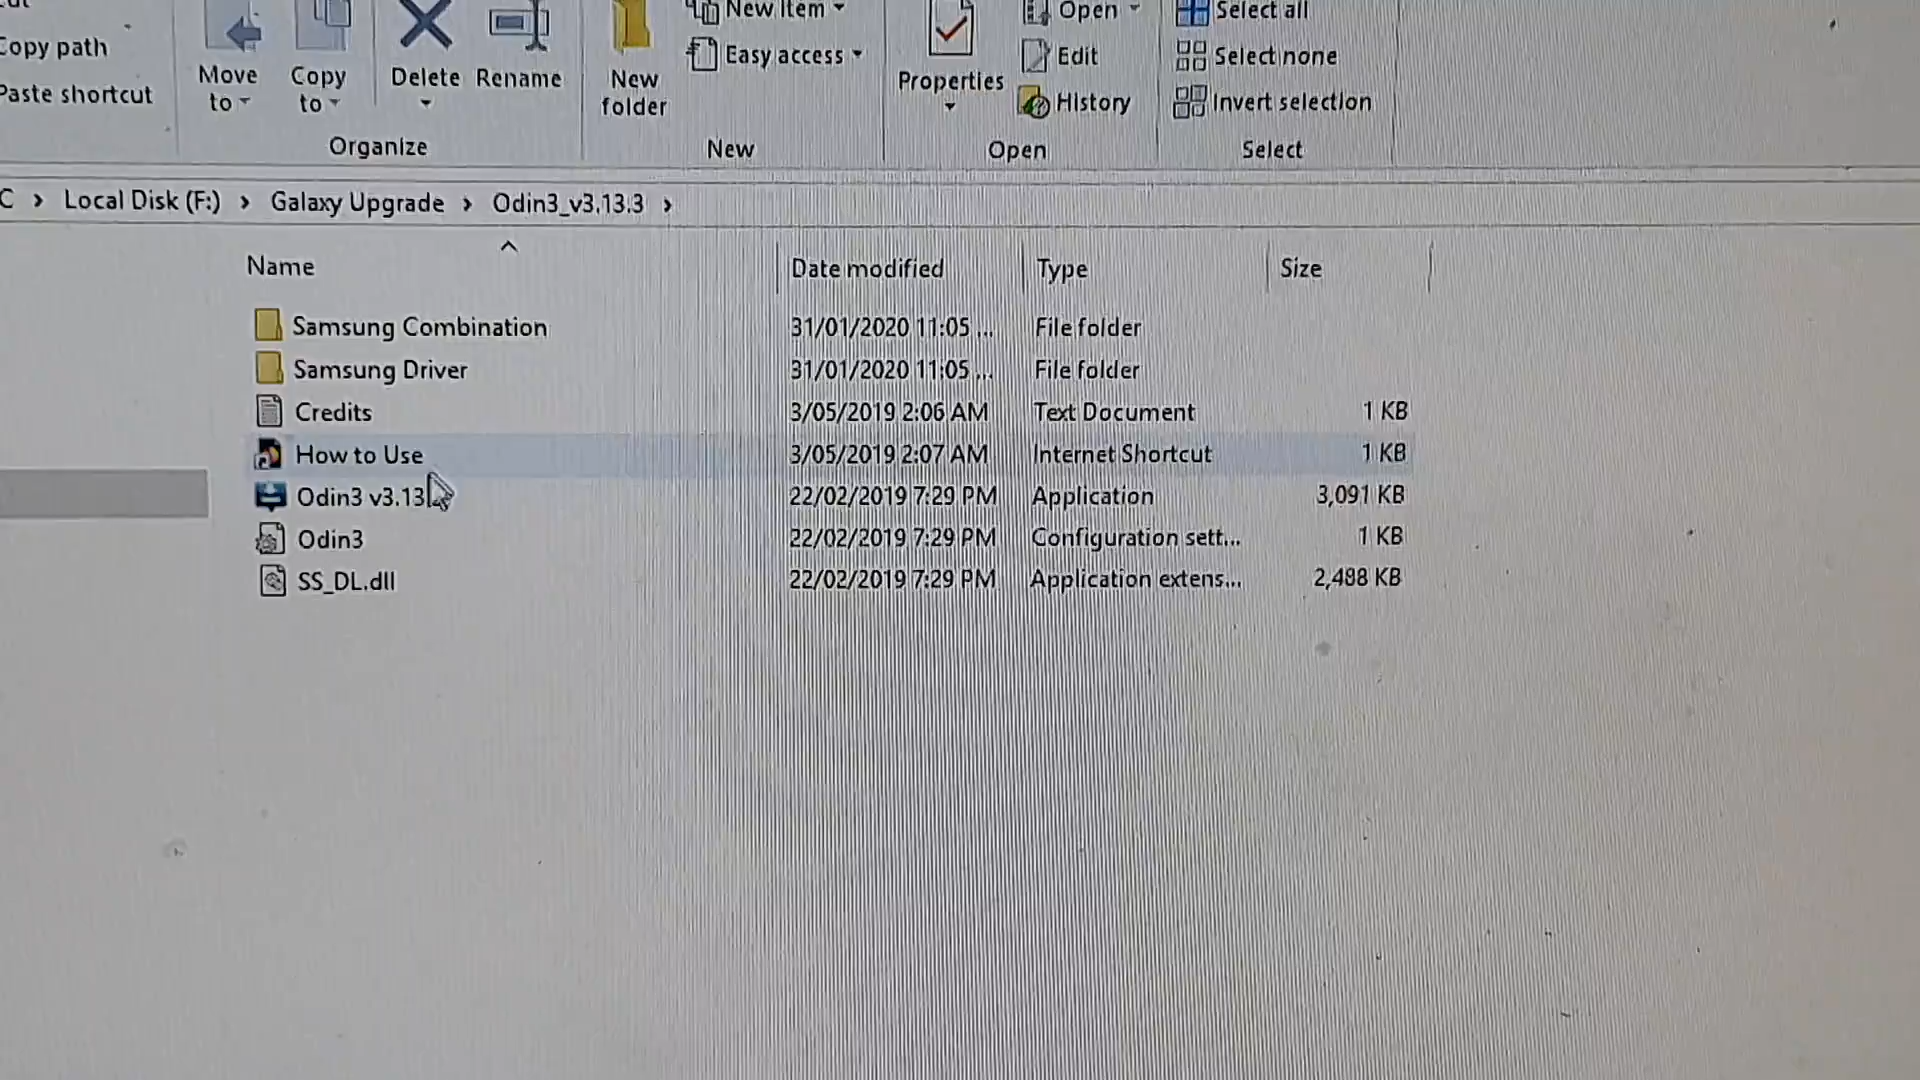 Copy path
Paste shortcut
Move to
Copy to
Delete
Rename
Organize
New folder
New item
Easy access
New
Properties
Open
Edit
History
Open
Select all
Select none
Invert selection
Select
C > Local Disk (F:) > Galaxy Upgrade > Odin3_v3.13.3 >
Name Date modified Type Size
Samsung Combination 31/01/2020 11:05 ... File folder
Samsung Driver 31/01/2020 11:05 ... File folder
Credits 3/05/2019 2:06 AM Text Document 1 KB
How to Use 3/05/2019 2:07 AM Internet Shortcut 1 KB
Odin3 v3.13 22/02/2019 7:29 PM Application 3,091 KB
Odin3 22/02/2019 7:29 PM Configuration sett... 1 KB
SS_DL.dll 22/02/2019 7:29 PM Application extens... 2,488 KB